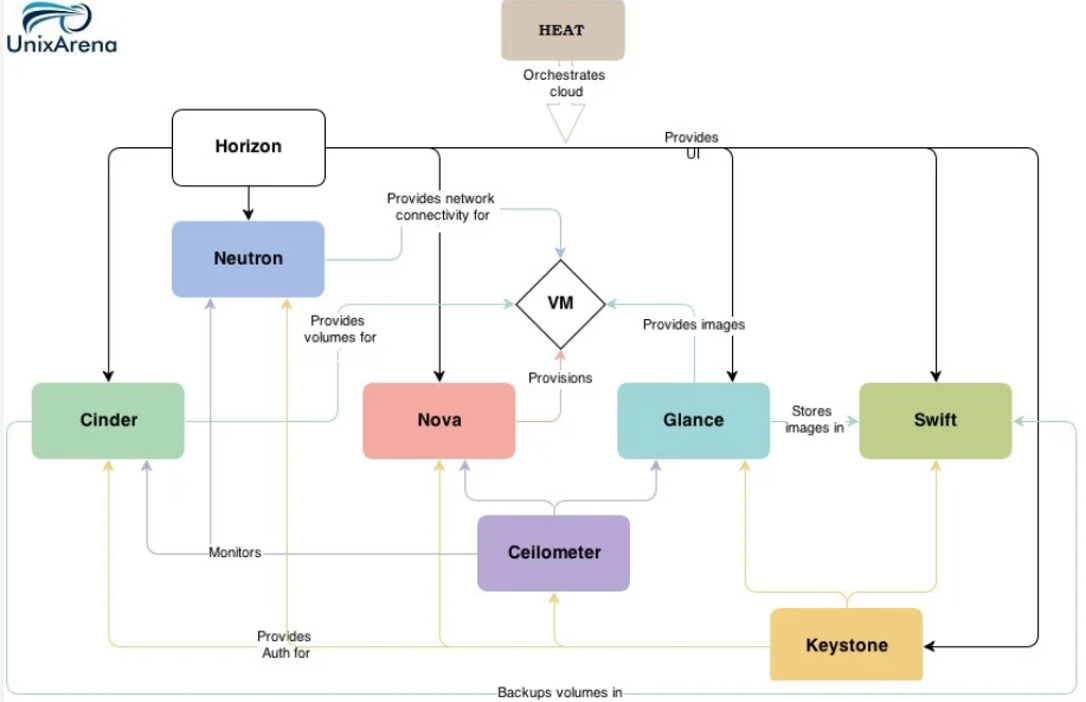 UnixArena
HEAT
Orchestrates
cloud
Provides
UI
Horizon
Provides network
connectivity for
Neutron
VM
Provides
volumes for
Provides images
Provisions
Cinder
Nova
Glance
Stores
images in
Swift
Monitors
Ceilometer
Provides
Auth for
Keystone
Backups volumes in